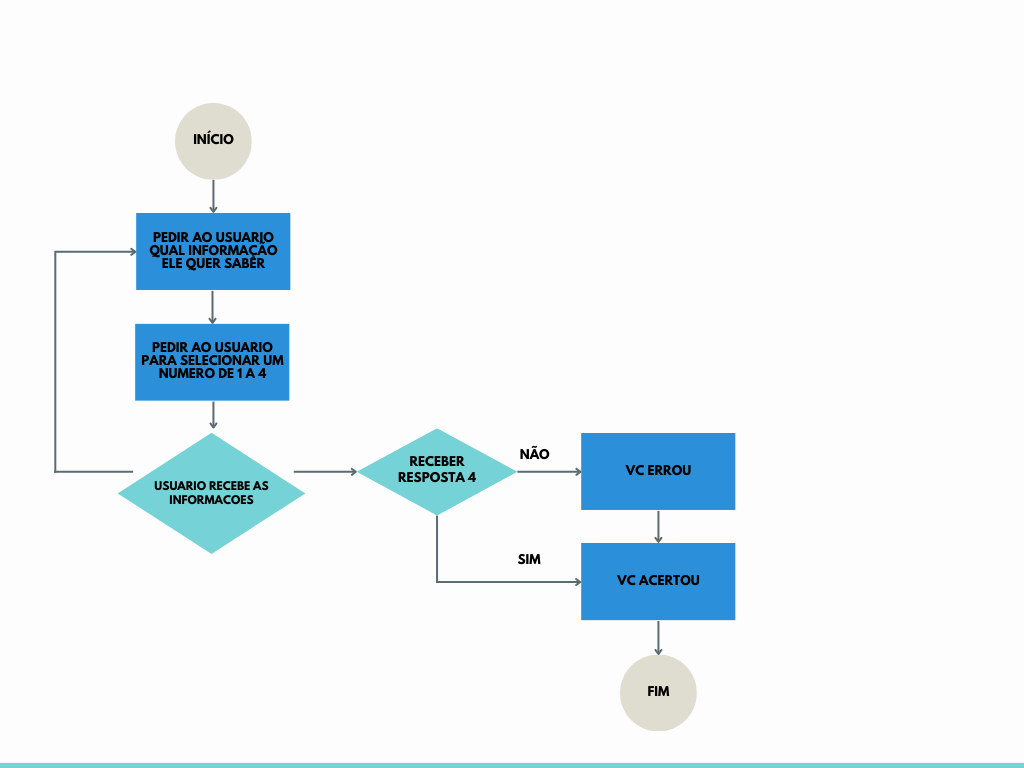 INÍCIO
PEDIR AO USUARIO
QUAL INFORMAÇÃO
ELE QUER SABER
PEDIR AO USUARIO
PARA SELECIONAR UM
NUMERO DE 1 A 4
USUARIO RECEBE AS
INFORMACOES
RECEBER
RESPOSTA 4
NÃO
VC ERROU
SIM
VC ACERTOU
FIM